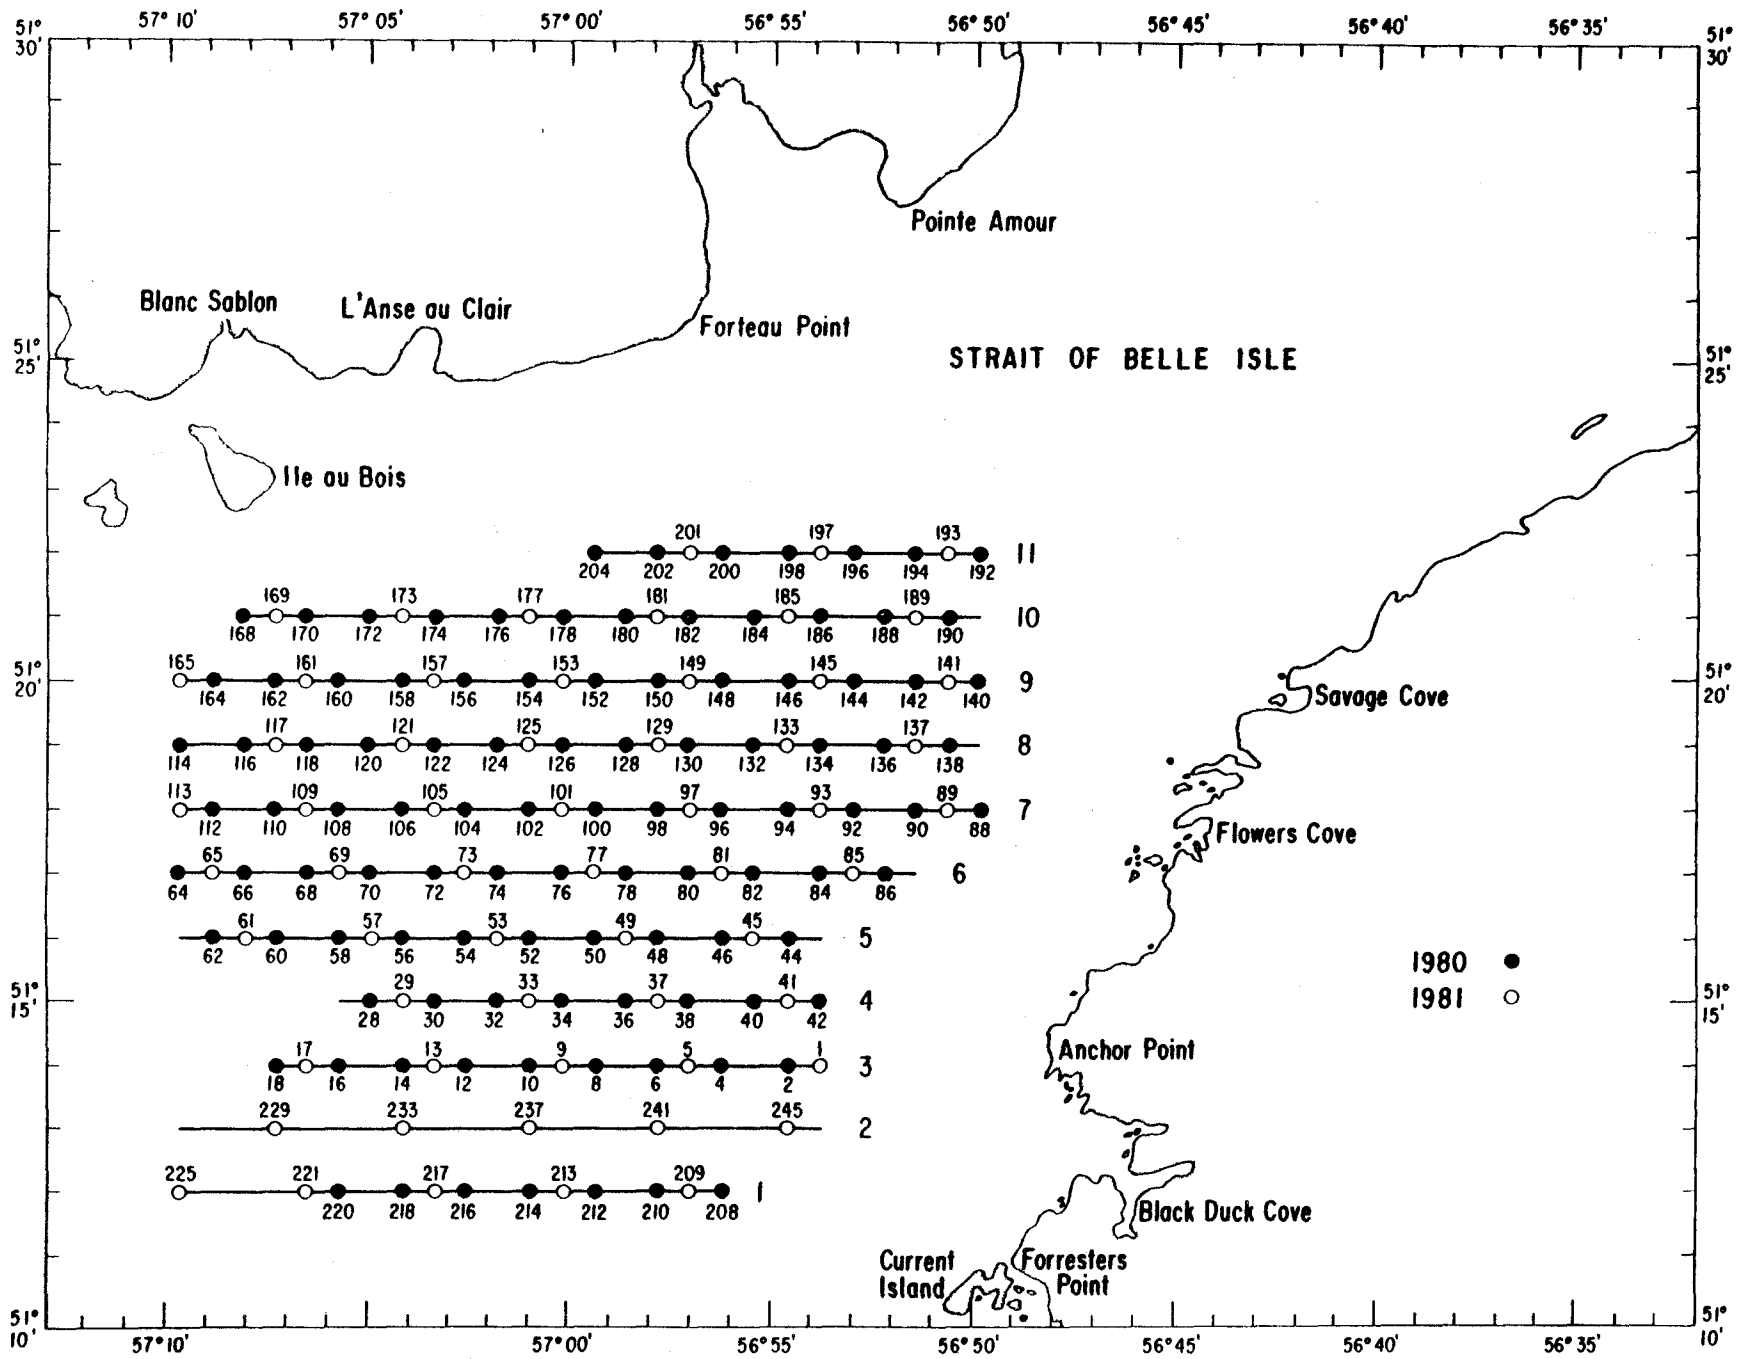 57° 10' 57° 05' 57° 00' 56° 55' 56° 50' 56° 45' 56° 40' 56° 35'
51° 30' 51° 30'
Pointe Amour
Blanc Sablon L'Anse au Clair
Forteau Point
51° 25' STRAIT OF BELLE ISLE 51° 25'
Ile au Bois
201 197 193
11
204 202 200 198 196 194 192
169 173 177 181 185 189
10
168 170 172 174 176 178 180 182 184 186 188 190
165 161 157 153 149 145 141
51° 20' 9 51° 20'
164 162 160 158 156 154 152 150 148 146 144 142 140
Savage Cove
117 121 125 129 133 137
8
114 116 118 120 122 124 126 128 130 132 134 136 138
113 109 105 101 97 93 89
7
112 110 108 106 104 102 100 98 96 94 92 90 88
Flowers Cove
65 69 73 77 81 85
6
64 66 68 70 72 74 76 78 80 82 84 86
61 57 53 49 45
5
62 60 58 56 54 52 50 48 46 44
1980
29 33 37 41
1981
51° 15' 4 51° 15'
28 30 32 34 36 38 40 42
17 13 9 5 1
Anchor Point
3
18 16 14 12 10 8 6 4 2
229 233 237 241 245
2
225 221 217 213 209
1
220 218 216 214 212 210 208
Black Duck Cove
Current Island
Forresters Point
51° 10' 51° 10'
57° 10' 57° 05' 57° 00' 56° 55' 56° 50' 56° 45' 56° 40' 56° 35'